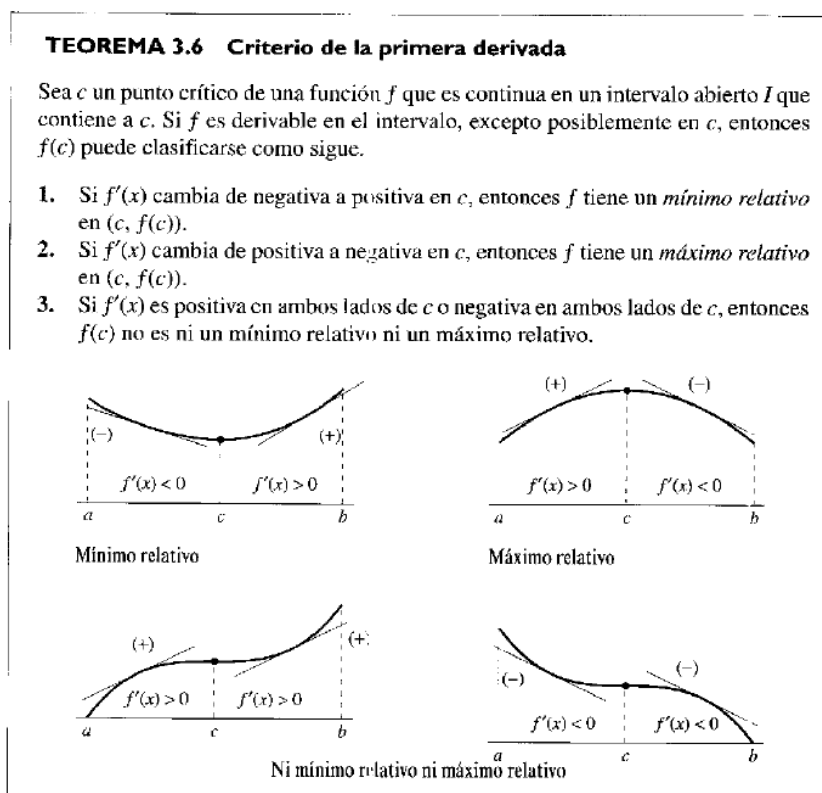 TEOREMA 3.6 Criterio de la primera derivada
Sea c un punto crítico de una función f que es continua en un intervalo abierto I que
contiene a c. Si f es derivable en el intervalo, excepto posiblemente en c, entonces
f(c) puede clasificarse como sigue.
1. Si f′(x) cambia de negativa a positiva en c, entonces f tiene un mínimo relativo
en (c, f(c)).
2. Si f′(x) cambia de positiva a negativa en c, entonces f tiene un máximo relativo
en (c, f(c)).
3. Si f′(x) es positiva en ambos lados de c o negativa en ambos lados de c, entonces
f(c) no es ni un mínimo relativo ni un máximo relativo.
(−) (+)
f′(x) < 0 f′(x) > 0
a c b
Mínimo relativo
(+) (−)
f′(x) > 0 f′(x) < 0
a c b
Máximo relativo
(+) (+)
f′(x) > 0 f′(x) > 0
a c b
(−) (−)
f′(x) < 0 f′(x) < 0
a c b
Ni mínimo relativo ni máximo relativo